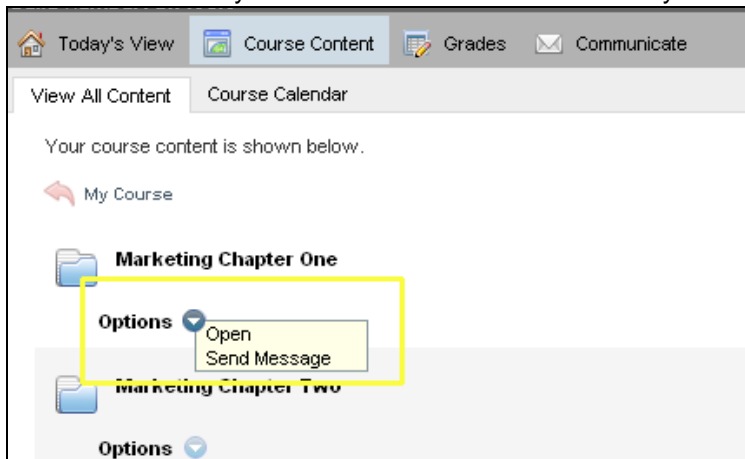 Today's View Course Content Grades Communicate
View All Content Course Calendar
Your course content is shown below.
My Course
Marketing Chapter One
Options
Open
Send Message
Marketing Chapter Two
Options